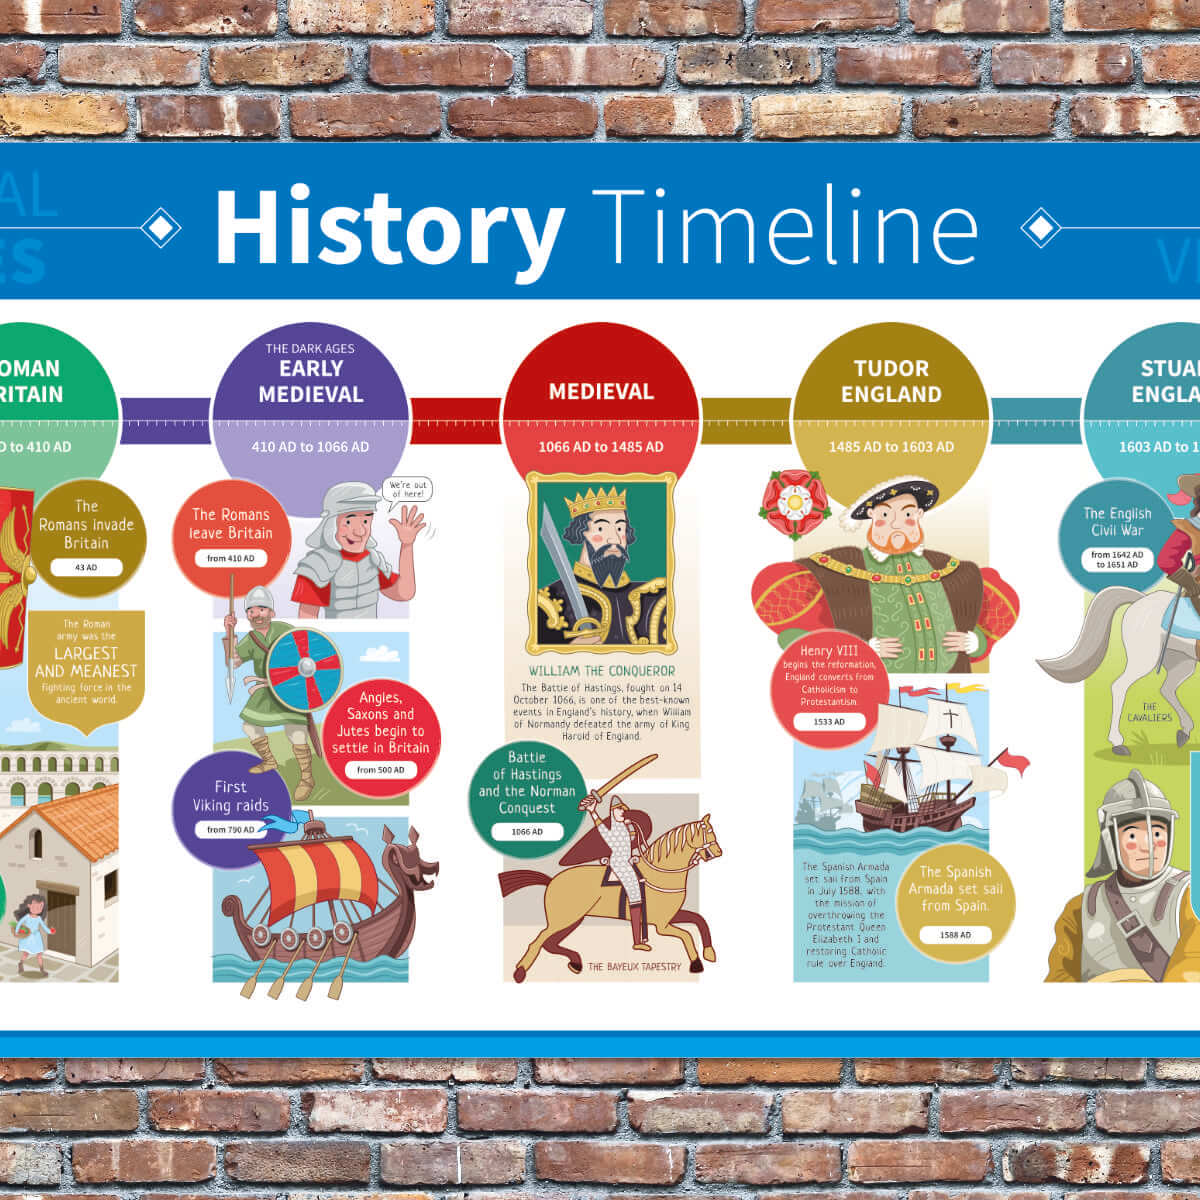 AL
ES
History Timeline
VI
OMAN
RITAIN
D to 410 AD
The
Romans invade
Britain
43 AD
The Roman
army was the
LARGEST
AND MEANEST
fighting force in the
ancient world.
THE DARK AGES
EARLY
MEDIEVAL
410 AD to 1066 AD
The Romans
leave Britain
from 410 AD
We're out
of here!
Angles,
Saxons and
Jutes begin to
settle in Britain
from 500 AD
First
Viking raids
from 790 AD
MEDIEVAL
1066 AD to 1485 AD
WILLIAM THE CONQUEROR
The Battle of Hastings, fought on 14
October 1066, is one of the best-known
events in England's history, when William
of Normandy defeated the army of King
Harold of England.
Battle
of Hastings
and the Norman
Conquest
1066 AD
THE BAYEUX TAPESTRY
TUDOR
ENGLAND
1485 AD to 1603 AD
Henry VIII
begins the reformation,
England converts from
Catholicism to
Protestantism.
1533 AD
The Spanish Armada
set sail from Spain
in July 1588, with
the mission of
overthrowing the
Protestant Queen
Elizabeth I and
restoring Catholic
rule over England.
The Spanish
Armada set sail
from Spain.
1588 AD
STUAR
ENGLA
1603 AD to 1
The English
Civil War
from 1642 AD
to 1651 AD
THE
CAVALIERS